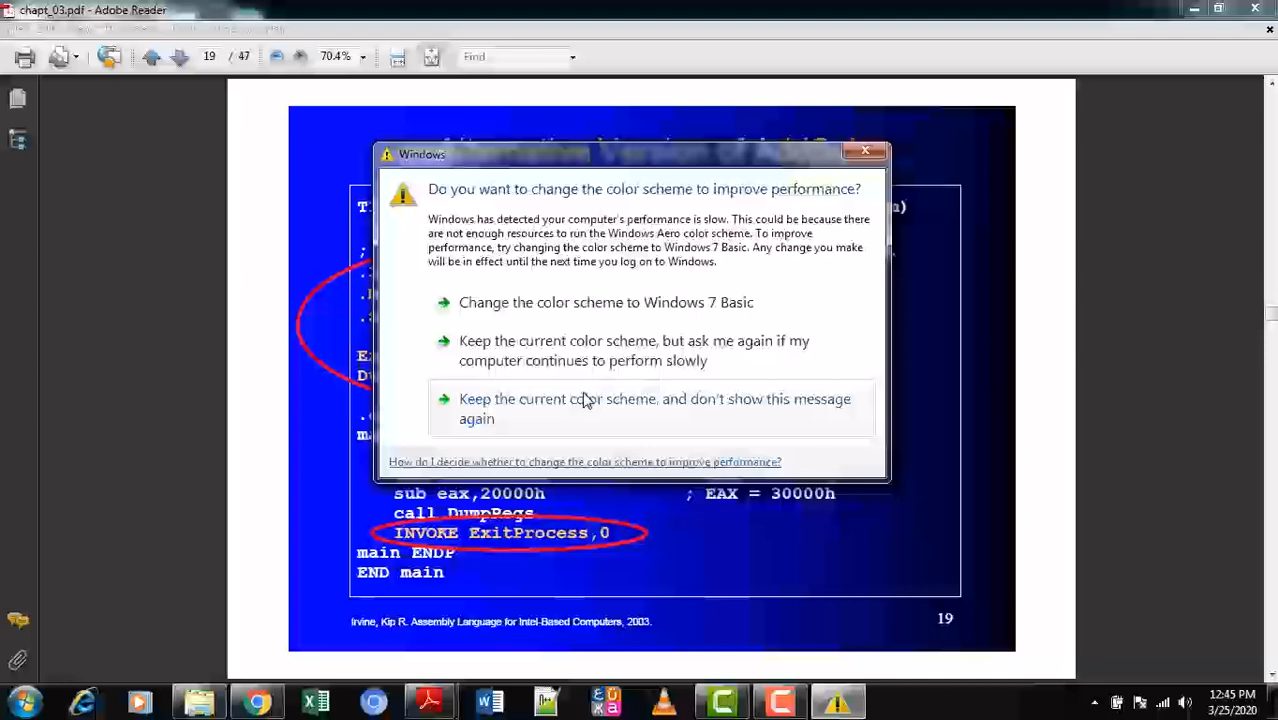 chapt_03.pdf - Adobe Reader
19 / 47
70.4%
Find
Windows
Do you want to change the color scheme to improve performance?
Windows has detected your computer's performance is slow. This could be because there
are not enough resources to run the Windows Aero color scheme. To improve
performance, try changing the color scheme to Windows 7 Basic. Any change you make
will be in effect until the next time you log on to Windows.
Change the color scheme to Windows 7 Basic
Keep the current color scheme, but ask me again if my
computer continues to perform slowly
Keep the current color scheme, and don't show this message
again
How do I decide whether to change the color scheme to improve performance?
sub eax,20000h ; EAX = 30000h
call DumpRegs
INVOKE ExitProcess,0
main ENDP
END main
Irvine, Kip R. Assembly Language for Intel-Based Computers, 2003.
19
12:45 PM
3/25/2020